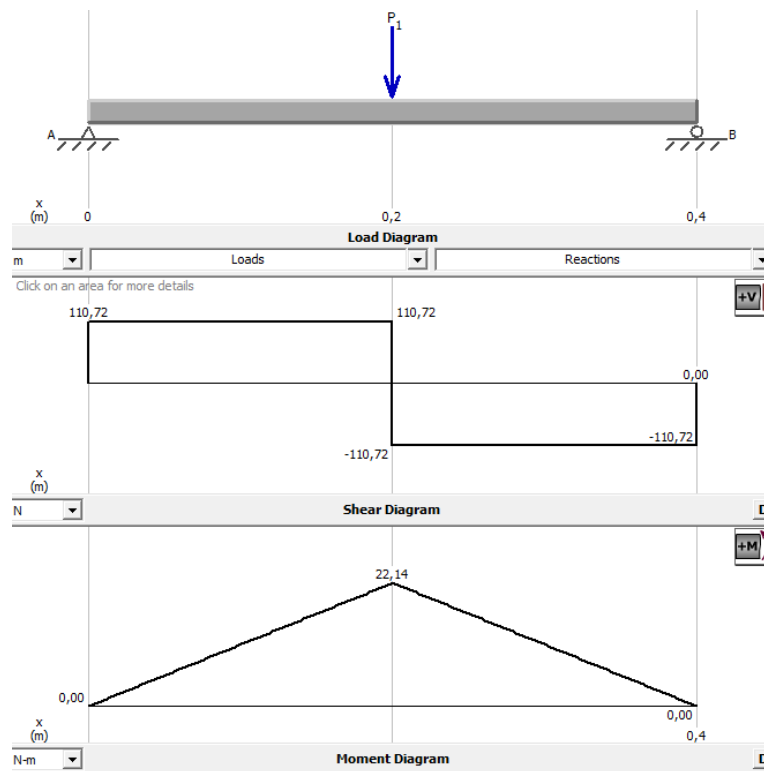 P1
A
B
x
(m)
0
0,2
0,4
Load Diagram
m
Loads
Reactions
Click on an area for more details
+V
110,72
110,72
0,00
-110,72
-110,72
x
(m)
N
Shear Diagram
+M
22,14
0,00
0,00
x
(m)
0,4
N-m
Moment Diagram